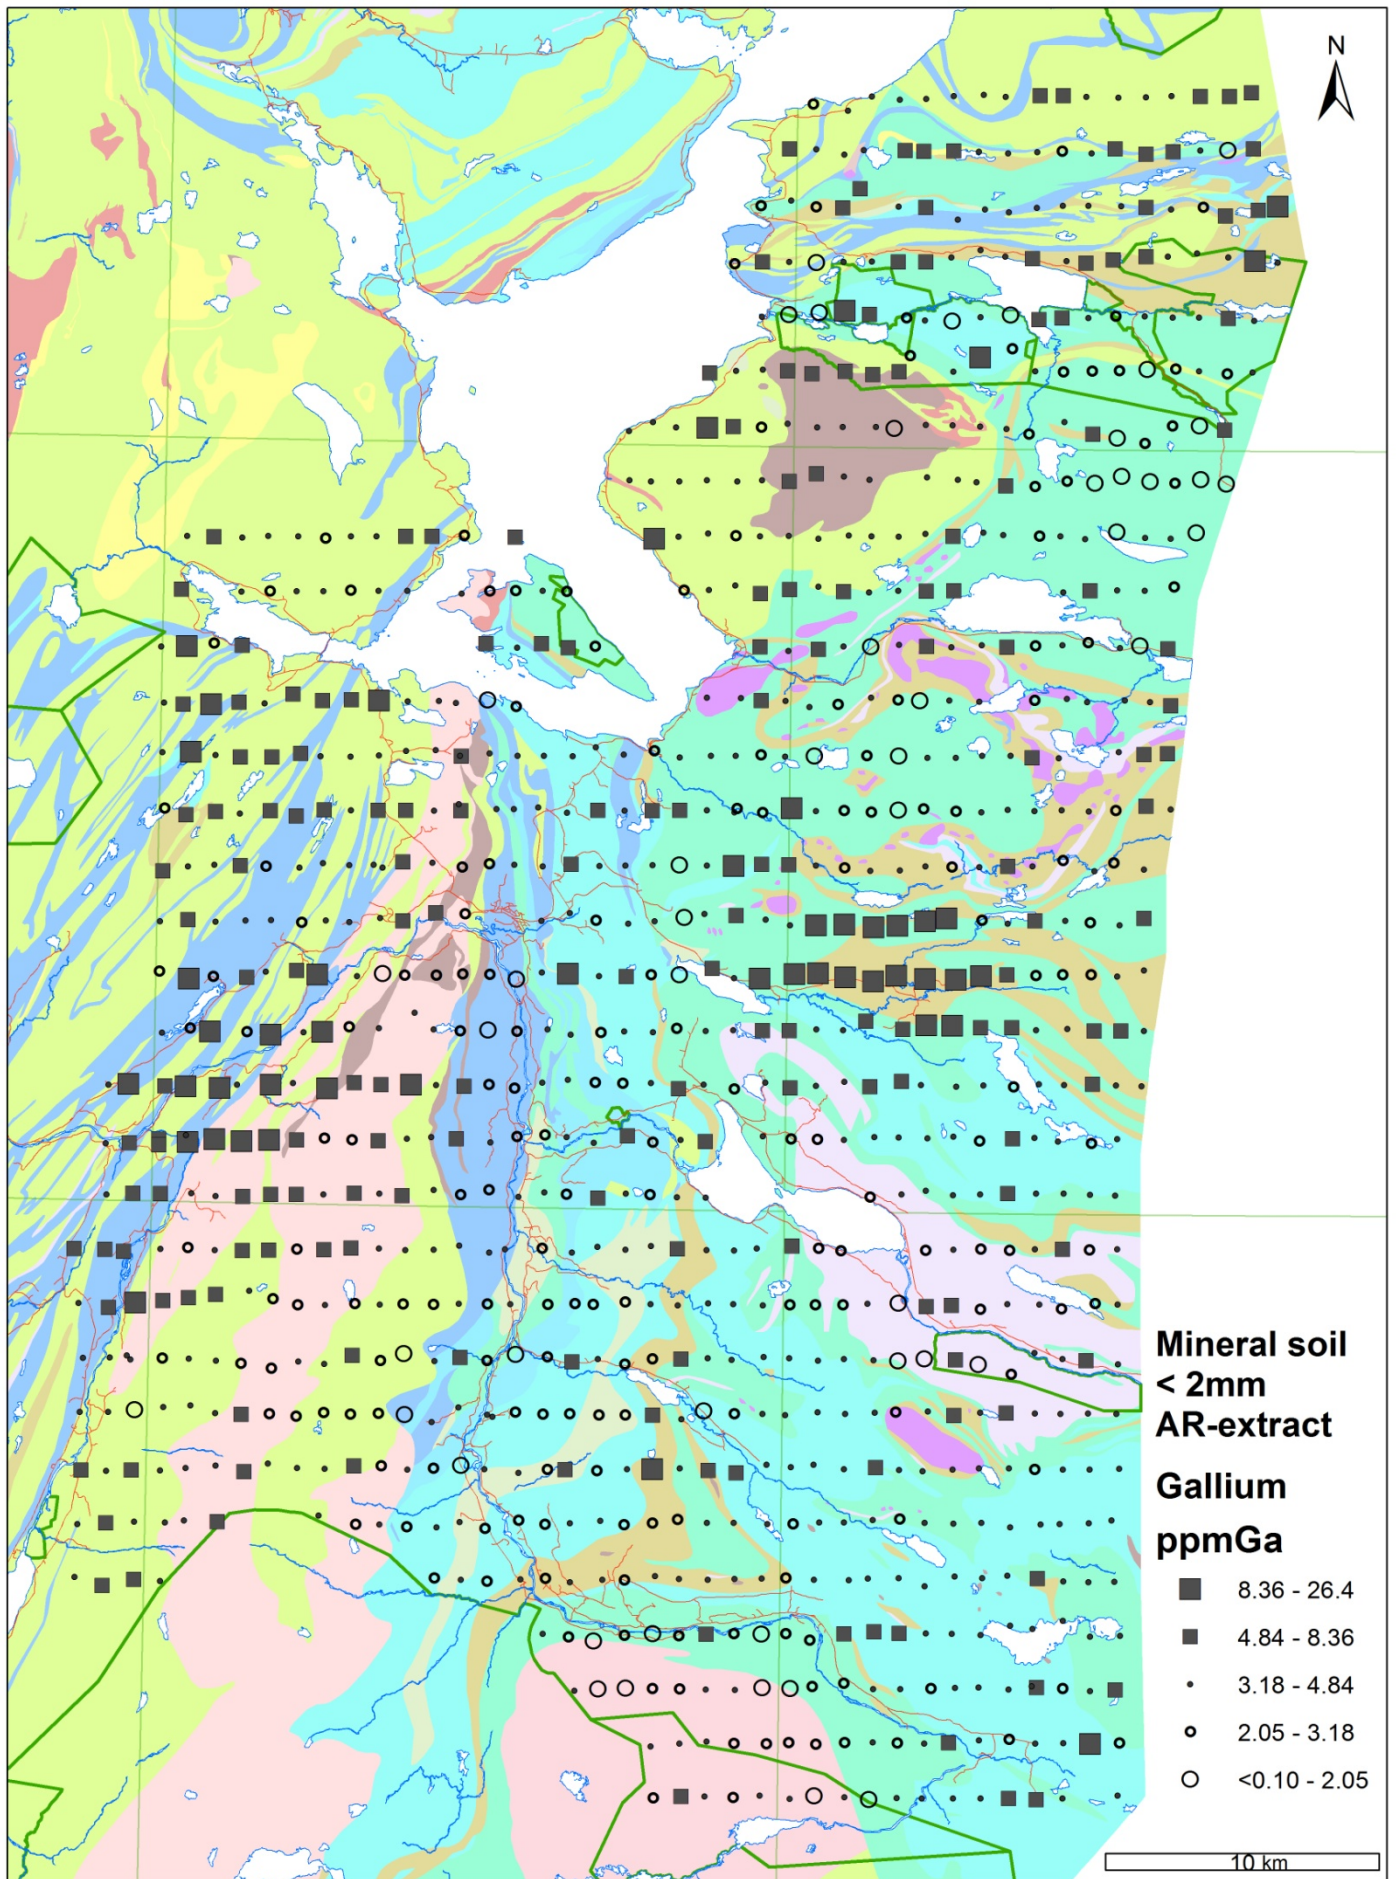 N
Mineral soil
< 2mm
AR-extract
Gallium
ppmGa
8.36 - 26.4
4.84 - 8.36
3.18 - 4.84
2.05 - 3.18
<0.10 - 2.05
10 km